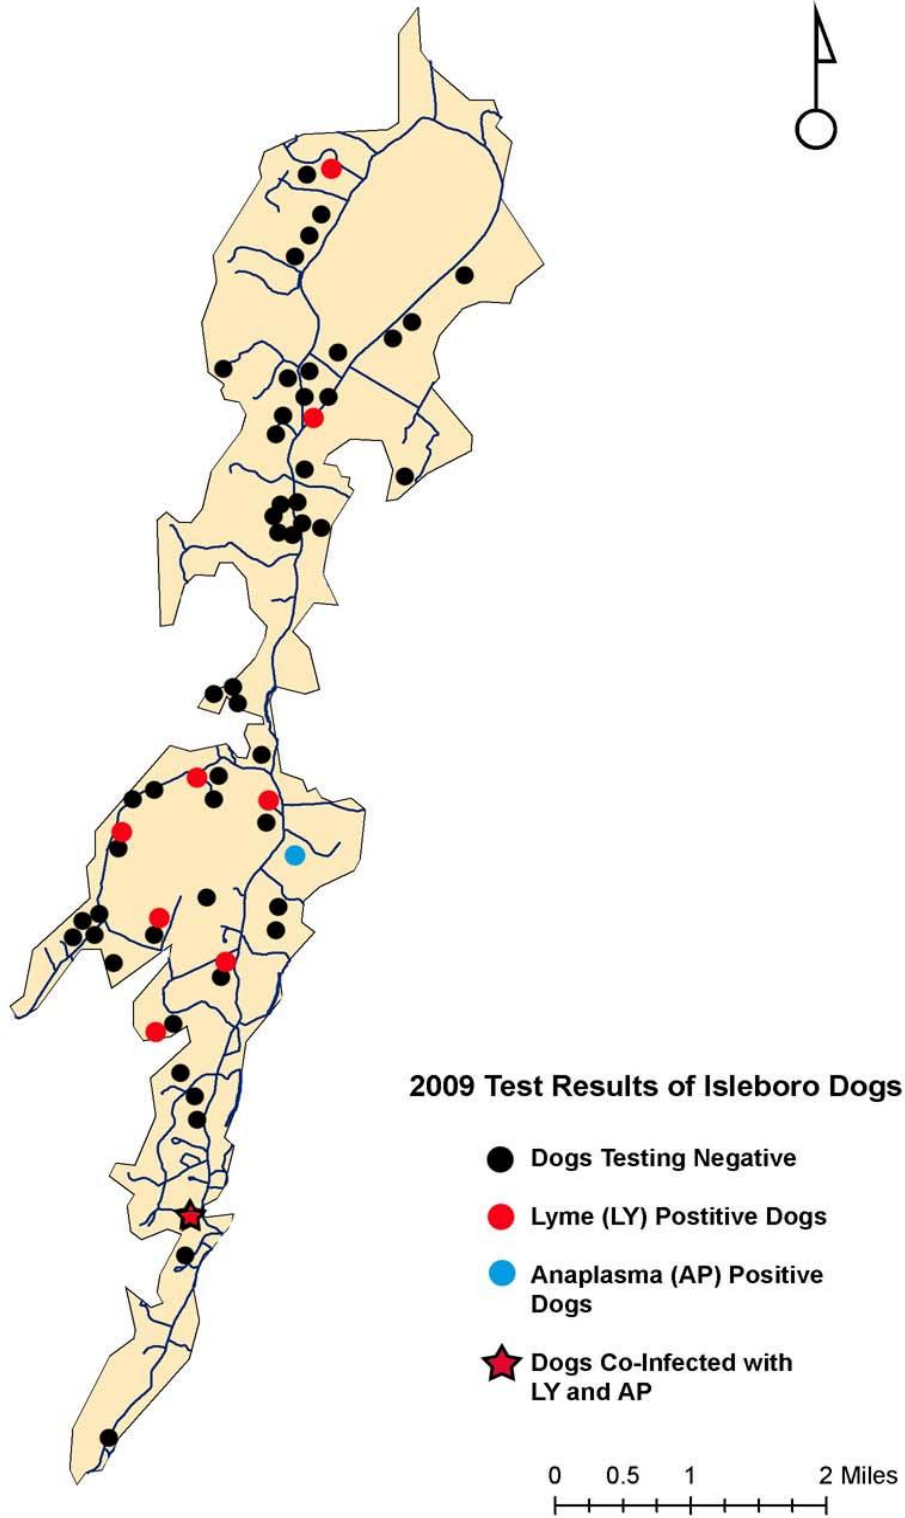 2009 Test Results of Isleboro Dogs
Dogs Testing Negative
Lyme (LY) Postitive Dogs
Anaplasma (AP) Positive
Dogs
Dogs Co-Infected with
LY and AP
0 0.5 1 2 Miles